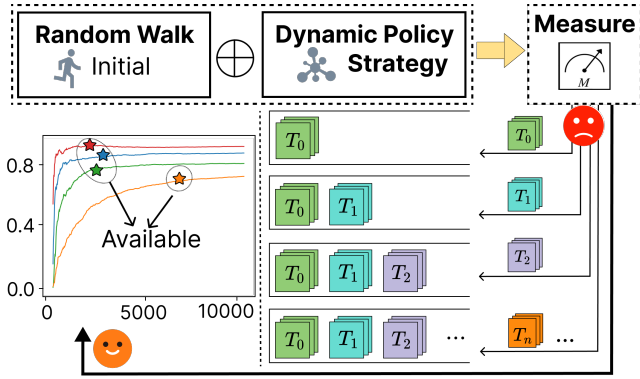 Random Walk
Initial
Dynamic Policy
Strategy
Measure
M
0.8
0.4
0.0
0
5000
10000
Available
T0
T0
T0 T1
T1
T0 T1 T2
T2
T0 T1 T2 ...
Tn ...